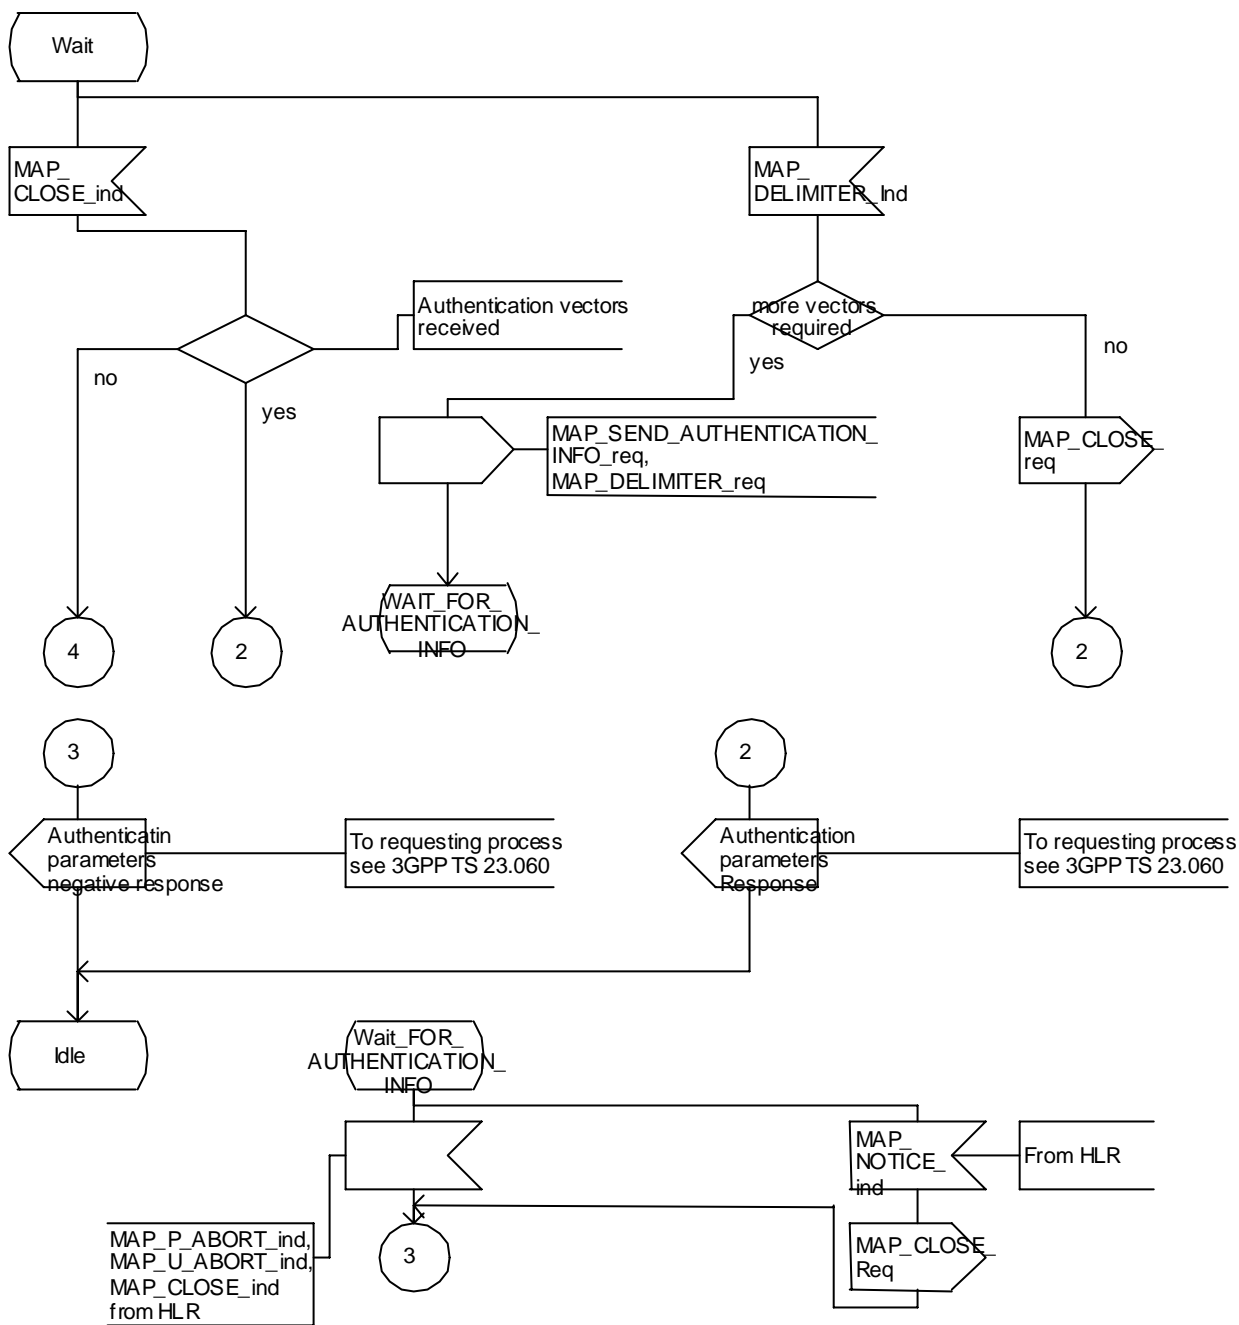 Wait
MAP_
CLOSE_ind
MAP_
DELIMITER_Ind
Authentication vectors
received
more vectors
required
no
yes
yes
no
MAP_SEND_AUTHENTICATION_
INFO_req,
MAP_DELIMITER_req
MAP_CLOSE_
req
WAIT_FOR_
AUTHENTICATION_
INFO
4
2
2
3
2
Authenticatin
parameters
negative response
To requesting process
see 3GPP TS 23.060
Authentication
parameters
Response
To requesting process
see 3GPP TS 23.060
Idle
Wait_FOR_
AUTHENTICATION_
INFO
MAP_
NOTICE_
ind
From HLR
MAP_P_ABORT_ind,
MAP_U_ABORT_ind,
MAP_CLOSE_ind
from HLR
3
MAP_CLOSE_
Req